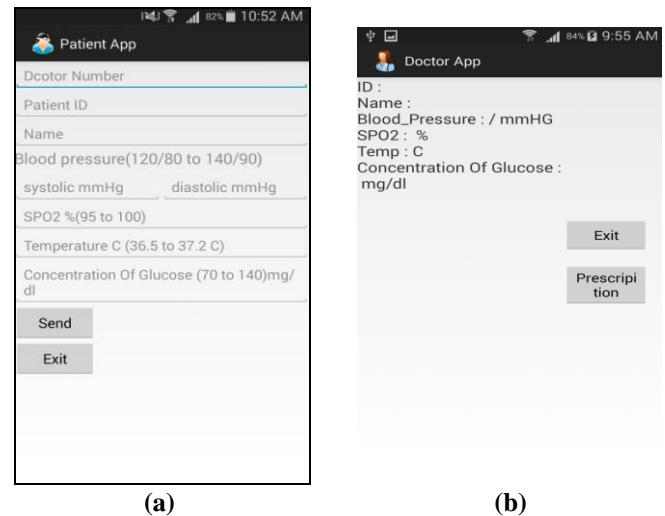 82% 10:52 AM
Patient App
Dcotor Number
Patient ID
Name
Blood pressure(120/80 to 140/90)
systolic mmHg diastolic mmHg
SPO2 %(95 to 100)
Temperature C (36.5 to 37.2 C)
Concentration Of Glucose (70 to 140)mg/
dl
Send
Exit
(a)
84% 9:55 AM
Doctor App
ID :
Name :
Blood_Pressure : / mmHG
SPO2 : %
Temp : C
Concentration Of Glucose :
mg/dl
Exit
Prescripi
tion
(b)